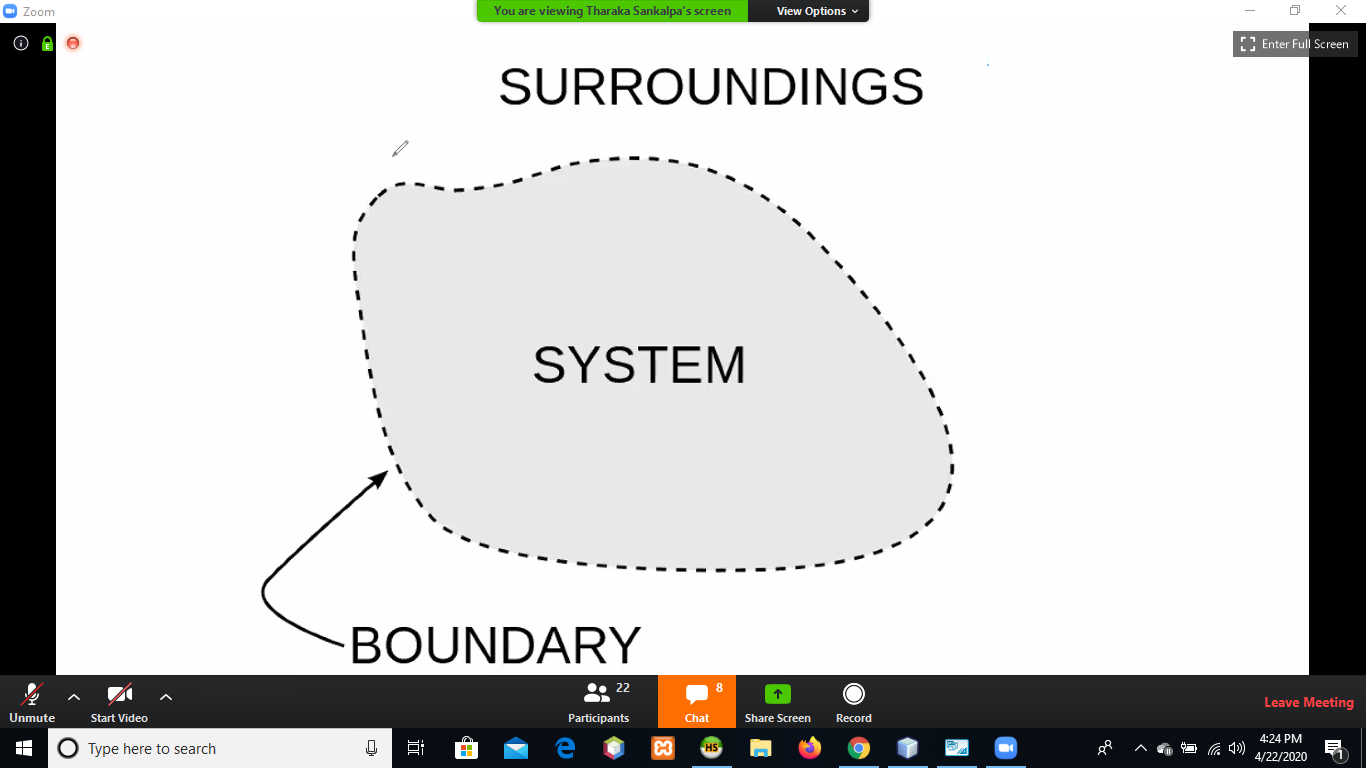 Zoom
You are viewing Tharaka Sankalpa's screen
View Options
E
Enter Full Screen
SURROUNDINGS
SYSTEM
BOUNDARY
Unmute
Start Video
22
Participants
8
Chat
Share Screen
Record
Leave Meeting
Type here to search
HS
4:24 PM
4/22/2020
1